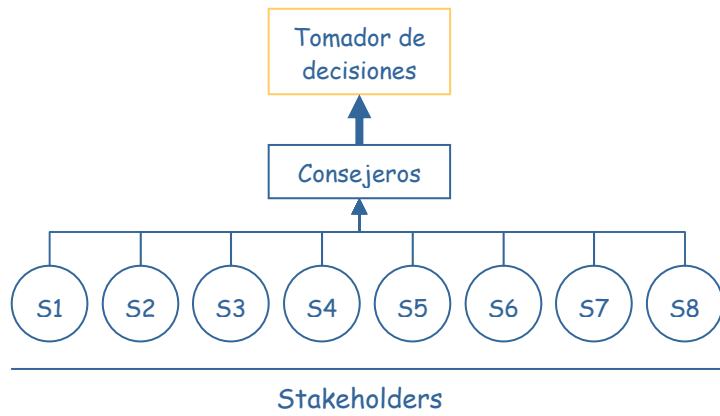 Tomador de
decisiones
Consejeros
S1 S2 S3 S4 S5 S6 S7 S8
Stakeholders